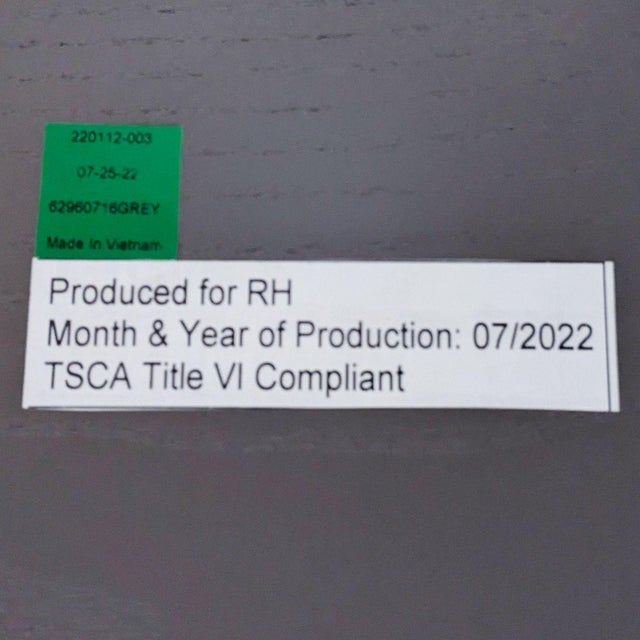 220112-003
07-25-22
62960716GREY
Made In Vietnam
Produced for RH
Month & Year of Production: 07/2022
TSCA Title VI Compliant